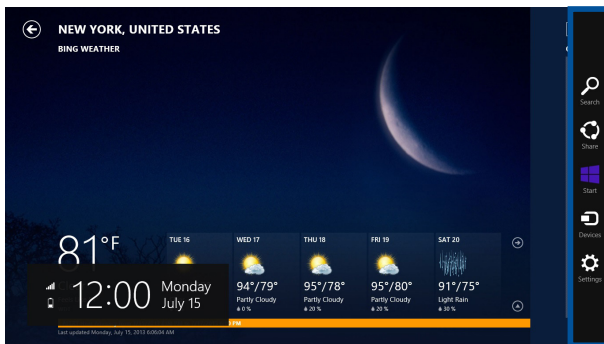 NEW YORK, UNITED STATES
BING WEATHER
Search
Share
Start
Devices
Settings
81°F
TUE 16
WED 17
THU 18
FRI 19
SAT 20
94°/79°
95°/78°
95°/80°
91°/75°
Partly Cloudy
Partly Cloudy
Partly Cloudy
Light Rain
0 %
20 %
20 %
30 %
12:00
Monday
July 15
PM
Last updated Monday, July 15, 2013 6:06:04 AM